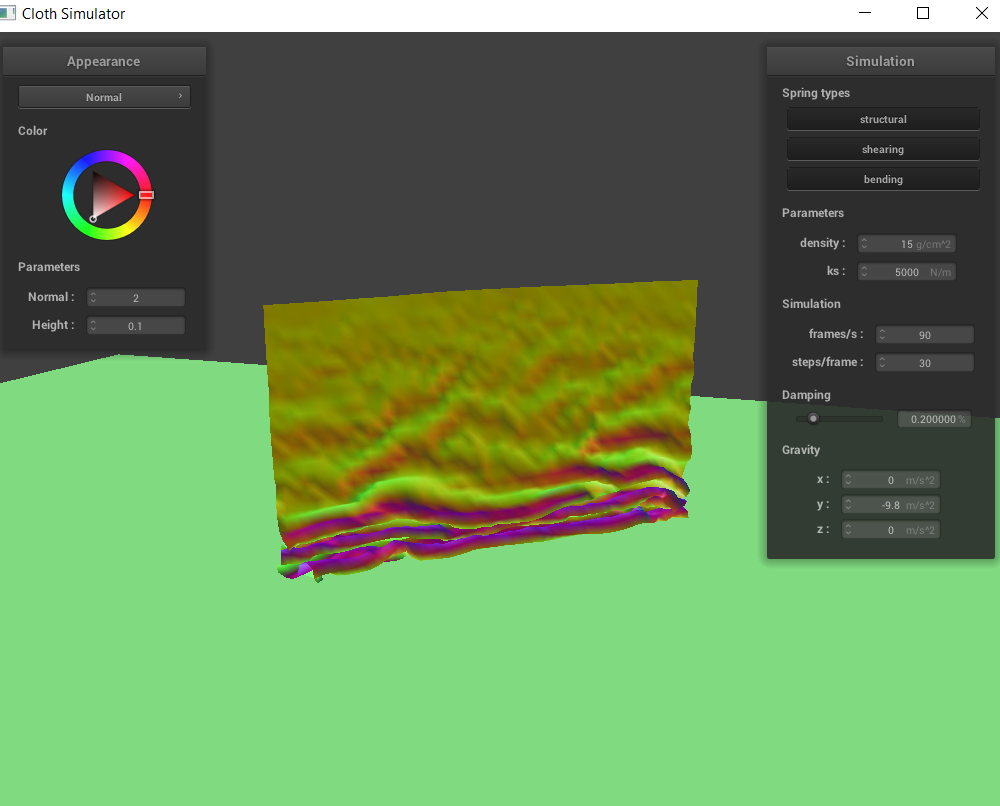 Cloth Simulator
Appearance
Normal
Color
Parameters
Normal : 2
Height : 0.1
Simulation
Spring types
structural
shearing
bending
Parameters
density : 15 g/cm^2
ks : 5000 N/m
Simulation
frames/s : 90
steps/frame : 30
Damping
0.200000 %
Gravity
x : 0 m/s^2
y : -9.8 m/s^2
z : 0 m/s^2